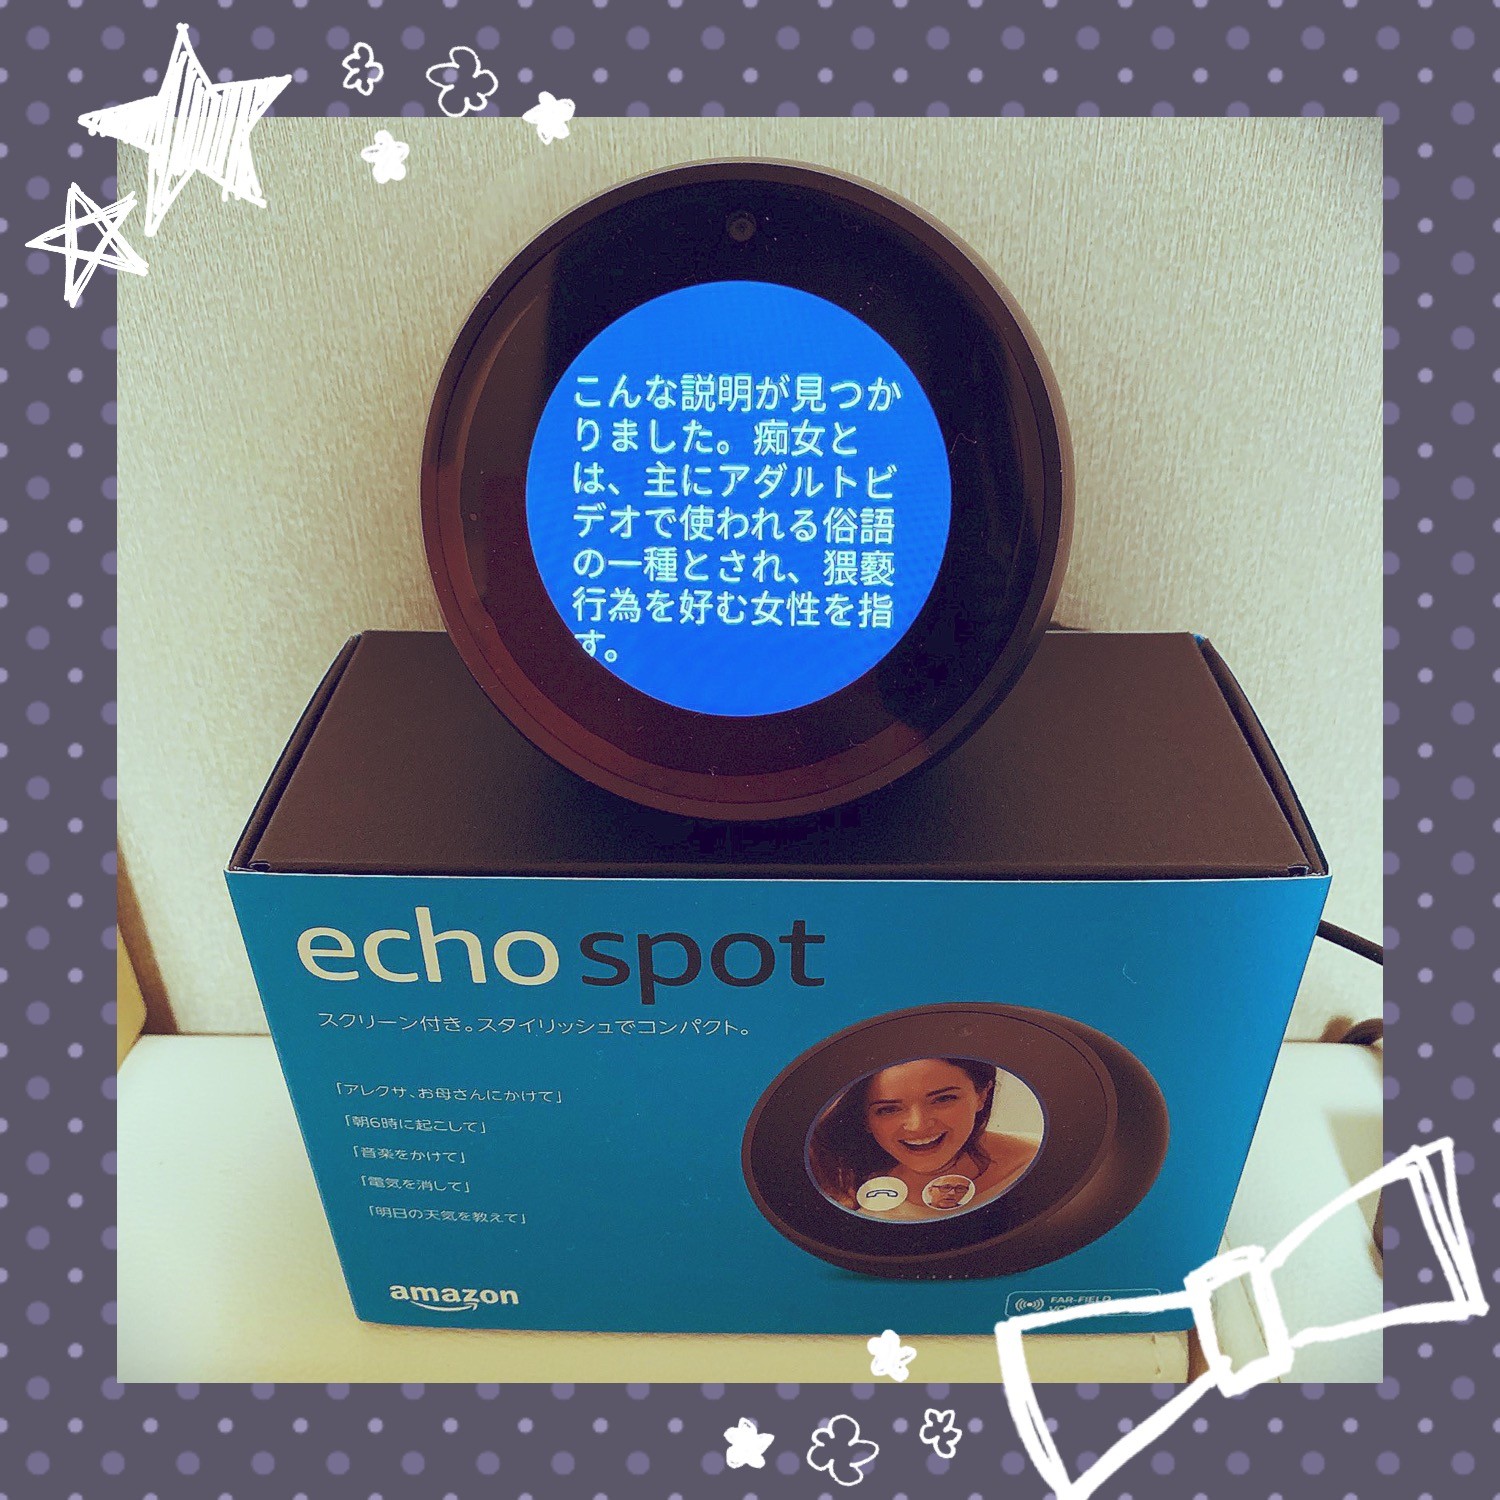 こんな説明が見つか
りました。痴女と
は、主にアダルトビ
デオで使われる俗語
の一種とされ、猥褻
行為を好む女性を指
す。
echo spot
スクリーン付き。スタイリッシュでコンパクト。
「アレクサ、お母さんにかけて」
「朝6時に起こして」
「音楽をかけて」
「電気を消して」
「明日の天気を教えて」
amazon
FAR-FIELD